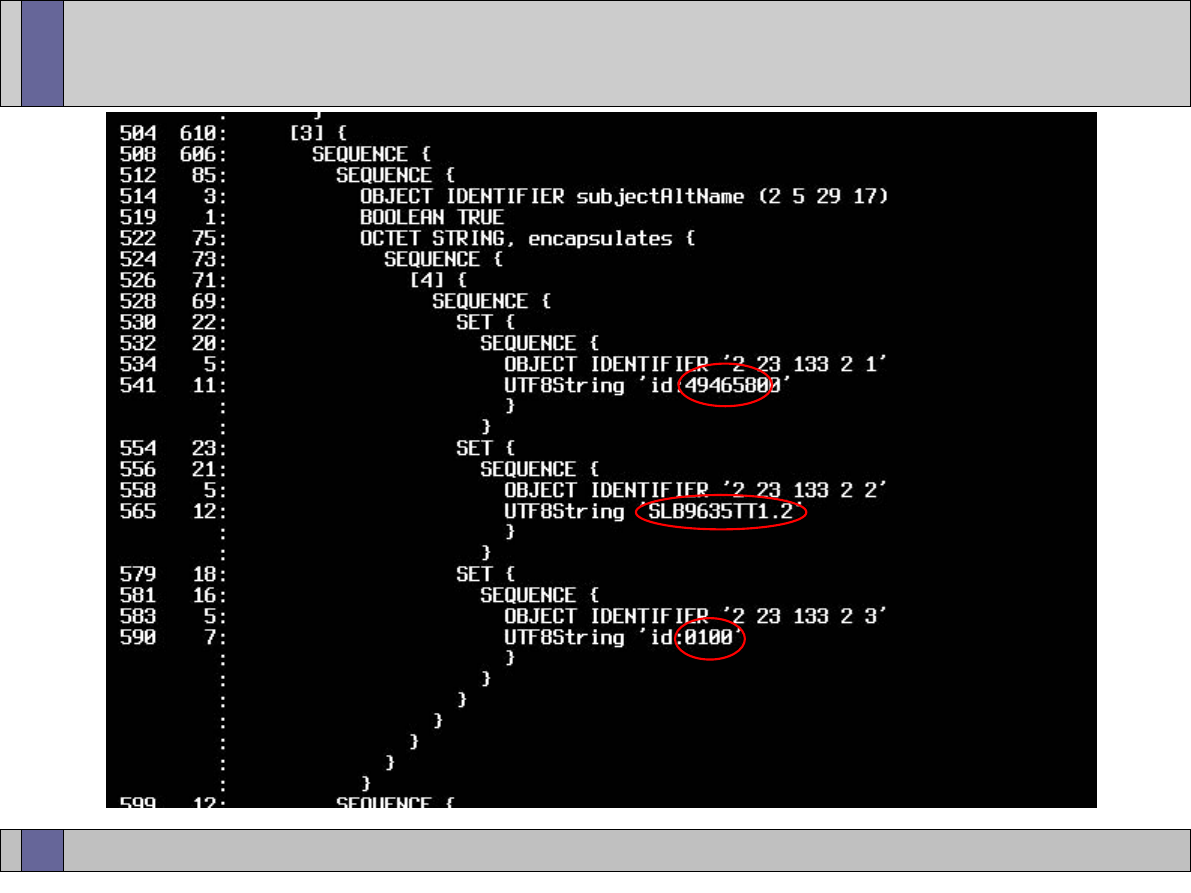 : }
504 610: [3] {
508 606: SEQUENCE {
512 85: SEQUENCE {
514 3: OBJECT IDENTIFIER subjectAltName (2 5 29 17)
519 1: BOOLEAN TRUE
522 75: OCTET STRING, encapsulates {
524 73: SEQUENCE {
526 71: [4] {
528 69: SEQUENCE {
530 22: SET {
532 20: SEQUENCE {
534 5: OBJECT IDENTIFIER '2 23 133 2 1'
541 11: UTF8String 'id:49465800'
: }
: }
554 23: SET {
556 21: SEQUENCE {
558 5: OBJECT IDENTIFIER '2 23 133 2 2'
565 12: UTF8String 'SLB9635TT1.2'
: }
: }
579 18: SET {
581 16: SEQUENCE {
583 5: OBJECT IDENTIFIER '2 23 133 2 3'
590 7: UTF8String 'id:0100'
: }
: }
: }
: }
: }
: }
: }
599 12: SEQUENCE {